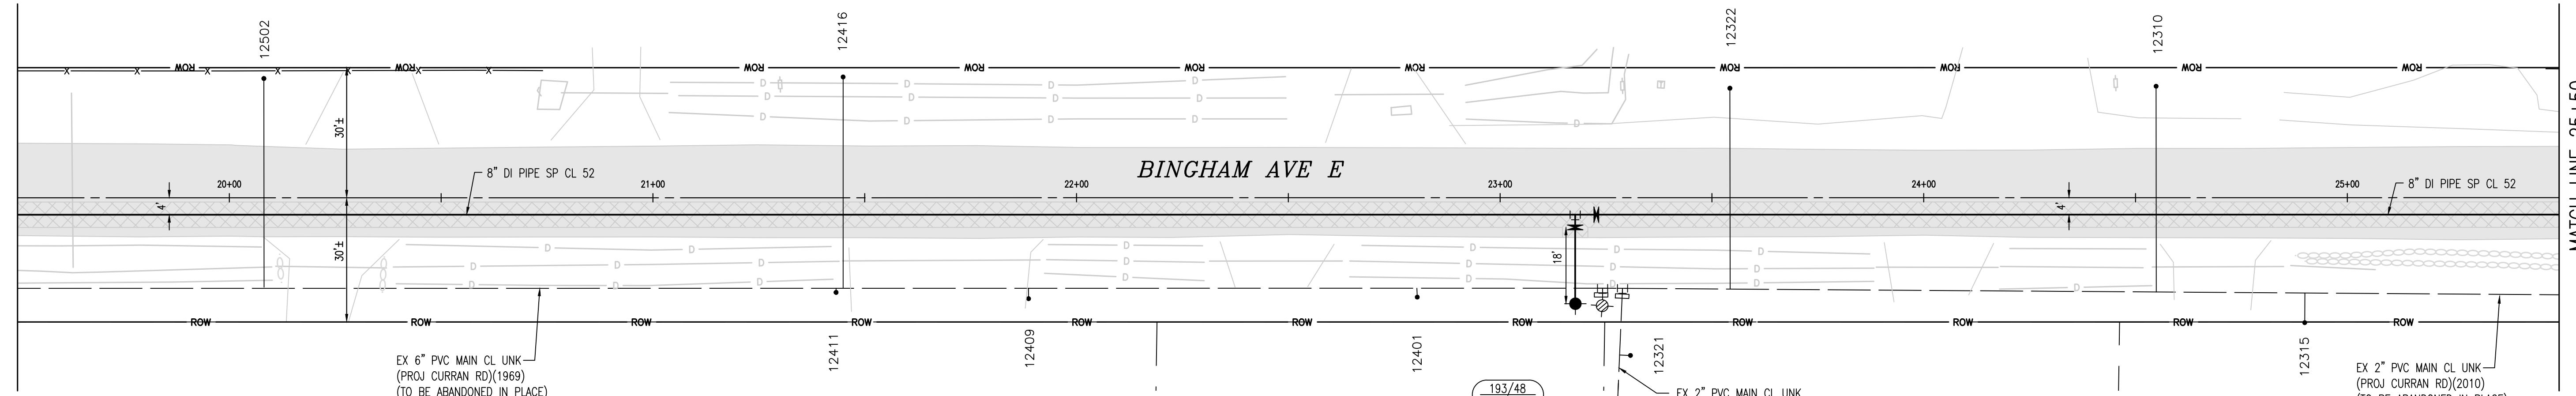 12502
12416
12322
12310
ROW ROW ROW ROW ROW ROW ROW ROW ROW ROW
X X X X X X X
D D D D
D D D D
D D D D
30'±
BINGHAM AVE E
8" DI PIPE SP CL 52
20+00 21+00 22+00 23+00 24+00 25+00
8" DI PIPE SP CL 52
4'
4'
30'±
18'
D D D D D
D D D D D D
D D D D D D D
ROW ROW ROW ROW ROW ROW ROW ROW ROW ROW ROW
12411
12409
12401
12321
12315
EX 6" PVC MAIN CL UNK
(PROJ CURRAN RD)(1969)
(TO BE ABANDONED IN PLACE)
193/48
EX 2" PVC MAIN CL UNK
EX 2" PVC MAIN CL UNK
(PROJ CURRAN RD)(2010)